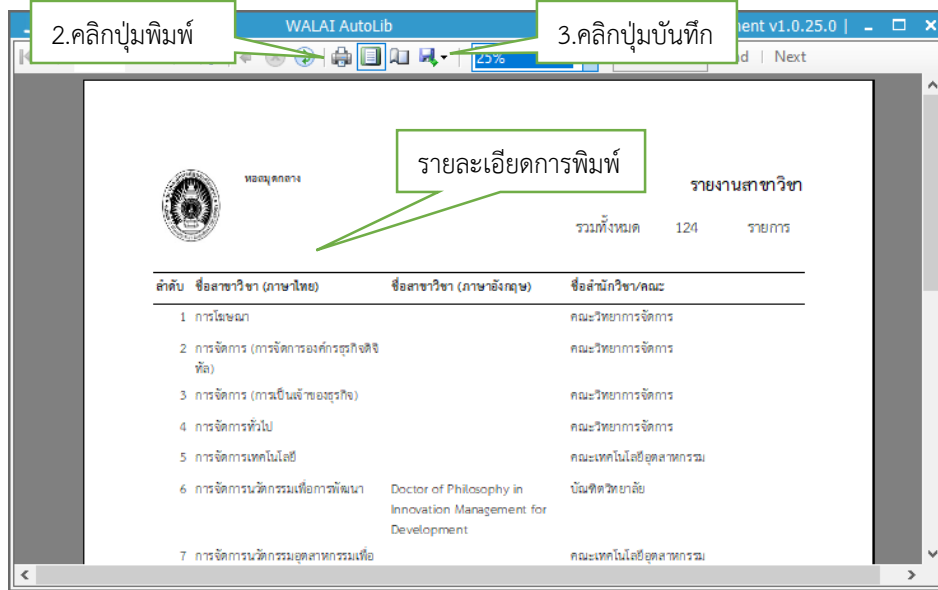 WALAI AutoLib
ment v1.0.25.0 |
2.คลิกปุ่มพิมพ์
3.คลิกปุ่มบันทึก
25%
d | Next
รายละเอียดการพิมพ์
หอสมุดกลาง
รายงานสาขาวิชา
รวมทั้งหมด 124 รายการ
ลำดับ ชื่อสาขาวิชา (ภาษาไทย) ชื่อสาขาวิชา (ภาษาอังกฤษ) ชื่อสำนักวิชา/คณะ
1 การโฆษณา คณะวิทยาการจัดการ
2 การจัดการ (การจัดการองค์กรธุรกิจดิจิ คณะวิทยาการจัดการ
ทัล)
3 การจัดการ (การเป็นเจ้าของธุรกิจ) คณะวิทยาการจัดการ
4 การจัดการทั่วไป คณะวิทยาการจัดการ
5 การจัดการเทคโนโลยี คณะเทคโนโลยีอุตสาหกรรม
6 การจัดการนวัตกรรมเพื่อการพัฒนา Doctor of Philosophy in บัณฑิตวิทยาลัย
Innovation Management for
Development
7 การจัดการนวัตกรรมอุตสาหกรรมเพื่อ คณะเทคโนโลยีอุตสาหกรรม